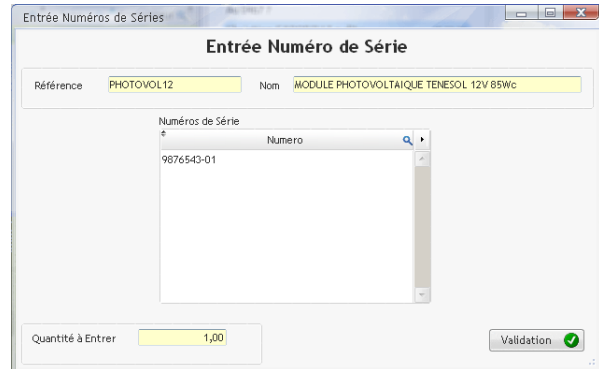 Entrée Numéros de Séries
Entrée Numéro de Série
Référence PHOTOVOL12 Nom MODULE PHOTOVOLTAIQUE TENESOL 12V 85Wc
Numéros de Série
Numero
9876543-01
Quantité à Entrer 1,00 Validation